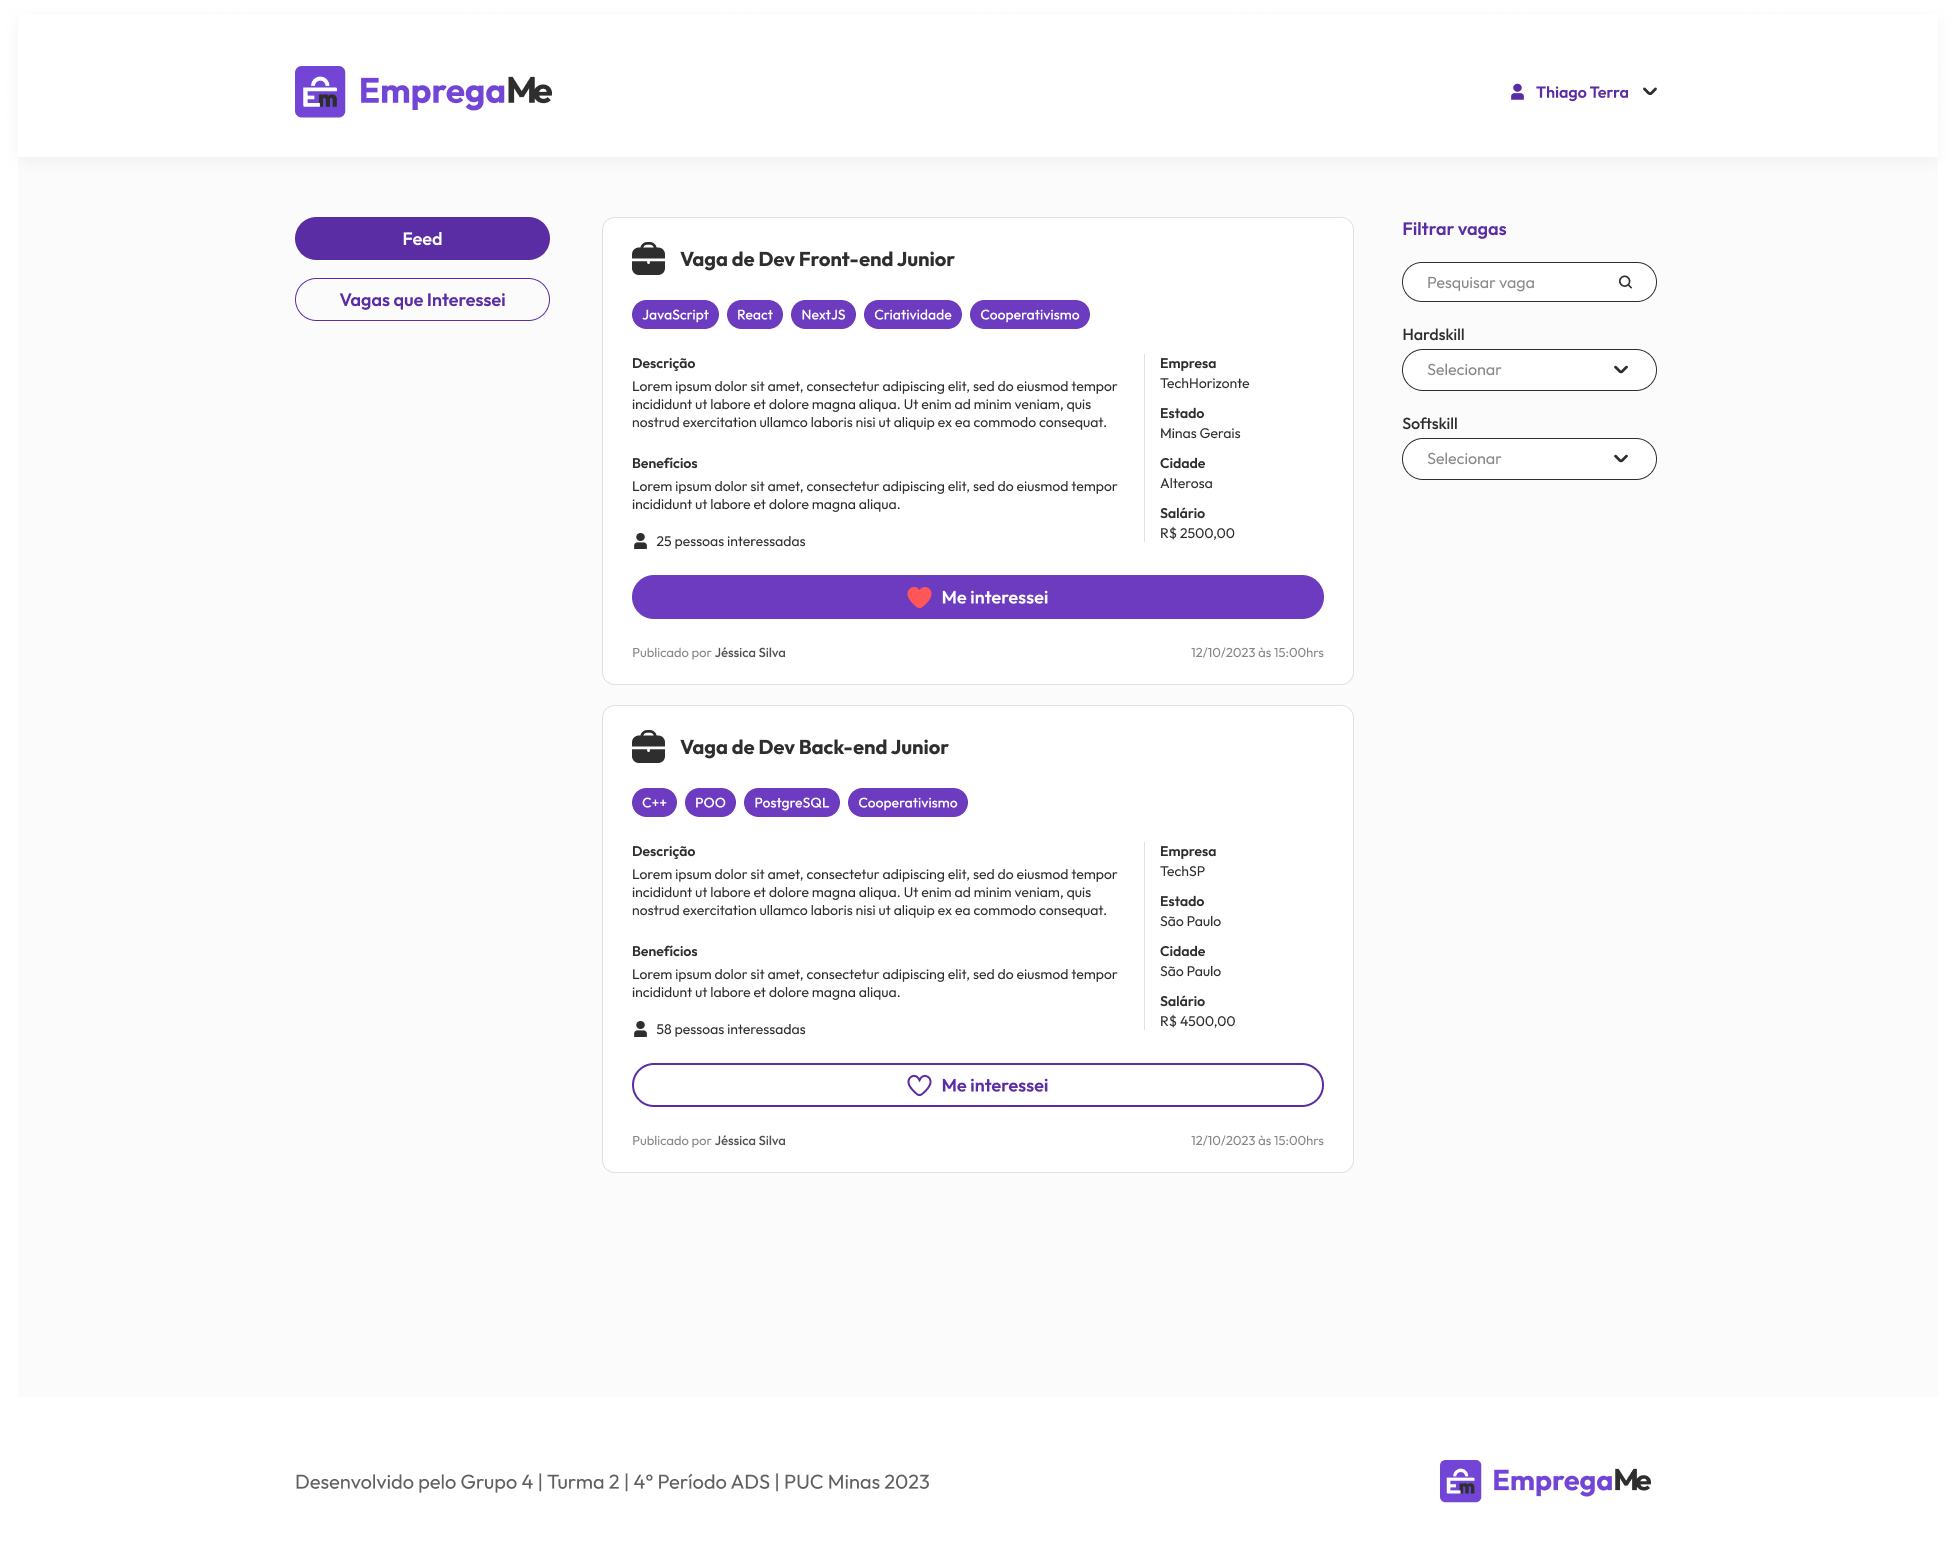 Em EmpregaMe
Thiago Terra
Feed
Vagas que Interessei
Vaga de Dev Front-end Junior
JavaScript React NextJS Criatividade Cooperativismo
Descrição
Lorem ipsum dolor sit amet, consectetur adipiscing elit, sed do eiusmod tempor
incididunt ut labore et dolore magna aliqua. Ut enim ad minim veniam, quis
nostrud exercitation ullamco laboris nisi ut aliquip ex ea commodo consequat.
Benefícios
Lorem ipsum dolor sit amet, consectetur adipiscing elit, sed do eiusmod tempor
incididunt ut labore et dolore magna aliqua.
25 pessoas interessadas
Empresa
TechHorizonte
Estado
Minas Gerais
Cidade
Alterosa
Salário
R$ 2500,00
Me interessei
Publicado por Jéssica Silva
12/10/2023 às 15:00hrs
Vaga de Dev Back-end Junior
C++ POO PostgreSQL Cooperativismo
Descrição
Lorem ipsum dolor sit amet, consectetur adipiscing elit, sed do eiusmod tempor
incididunt ut labore et dolore magna aliqua. Ut enim ad minim veniam, quis
nostrud exercitation ullamco laboris nisi ut aliquip ex ea commodo consequat.
Benefícios
Lorem ipsum dolor sit amet, consectetur adipiscing elit, sed do eiusmod tempor
incididunt ut labore et dolore magna aliqua.
58 pessoas interessadas
Empresa
TechSP
Estado
São Paulo
Cidade
São Paulo
Salário
R$ 4500,00
Me interessei
Publicado por Jéssica Silva
12/10/2023 às 15:00hrs
Filtrar vagas
Pesquisar vaga
Hardskill
Selecionar
Softskill
Selecionar
Desenvolvido pelo Grupo 4 | Turma 2 | 4° Período ADS | PUC Minas 2023
Em EmpregaMe